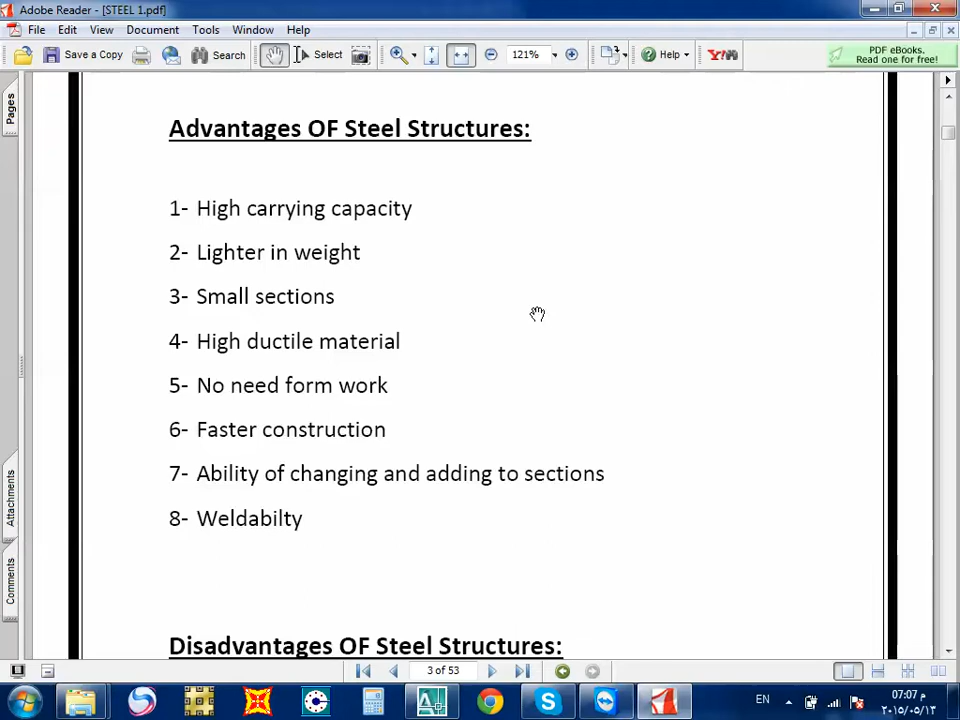 Adobe Reader - [STEEL 1.pdf]
File Edit View Document Tools Window Help
Save a Copy Search Select 121% Help Y! PDF eBooks.
Read one for free!
Pages
Attachments
Comments
Advantages OF Steel Structures:
1- High carrying capacity
2- Lighter in weight
3- Small sections
4- High ductile material
5- No need form work
6- Faster construction
7- Ability of changing and adding to sections
8- Weldabilty
Disadvantages OF Steel Structures:
3 of 53
EN 07:07 م
٢٠١٥/٠٥/١٣